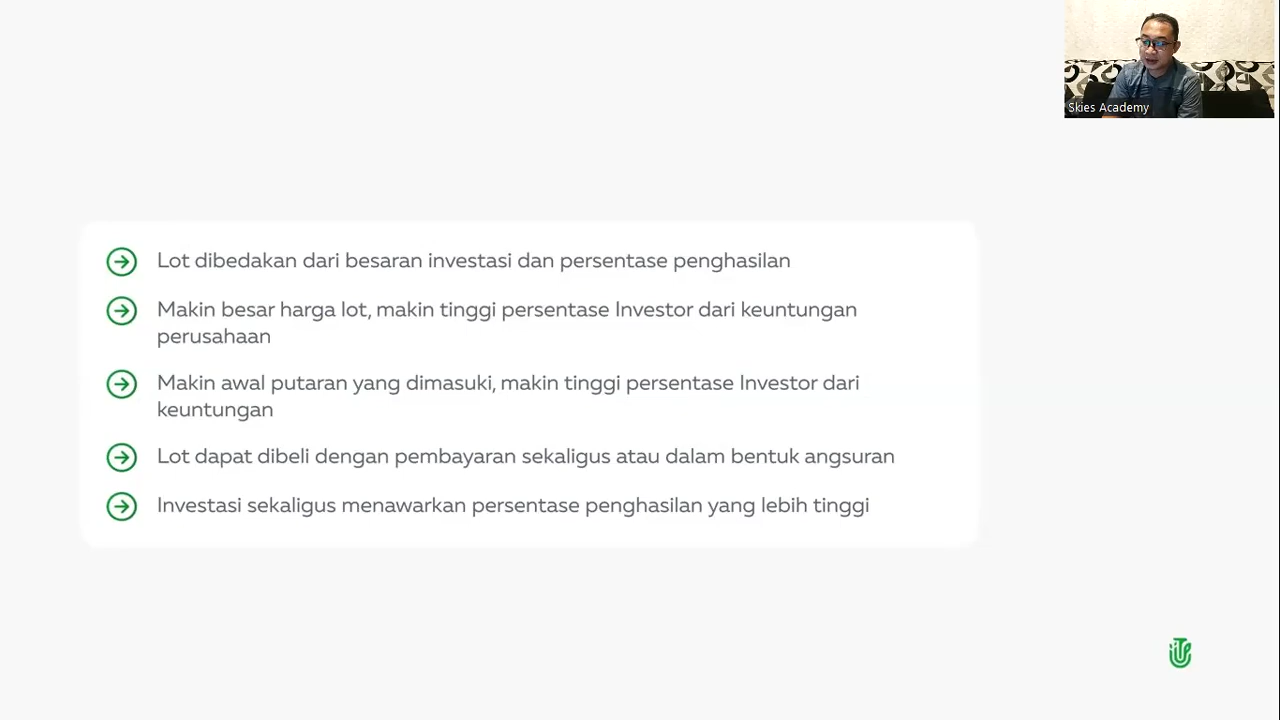 Skies Academy
Lot dibedakan dari besaran investasi dan persentase penghasilan
Makin besar harga lot, makin tinggi persentase Investor dari keuntungan
perusahaan
Makin awal putaran yang dimasuki, makin tinggi persentase Investor dari
keuntungan
Lot dapat dibeli dengan pembayaran sekaligus atau dalam bentuk angsuran
Investasi sekaligus menawarkan persentase penghasilan yang lebih tinggi